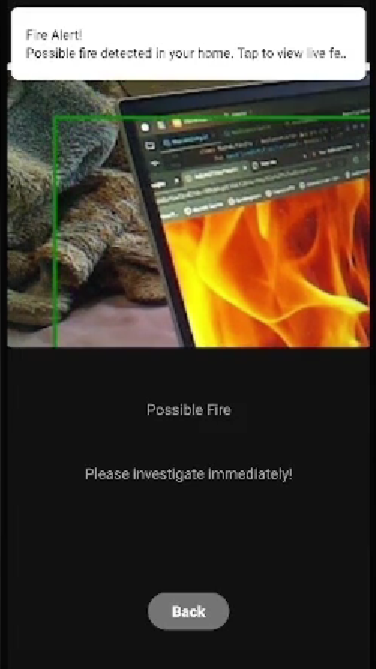 Fire Alert!
Possible fire detected in your home. Tap to view live fe..
Possible Fire
Please investigate immediately!
Back